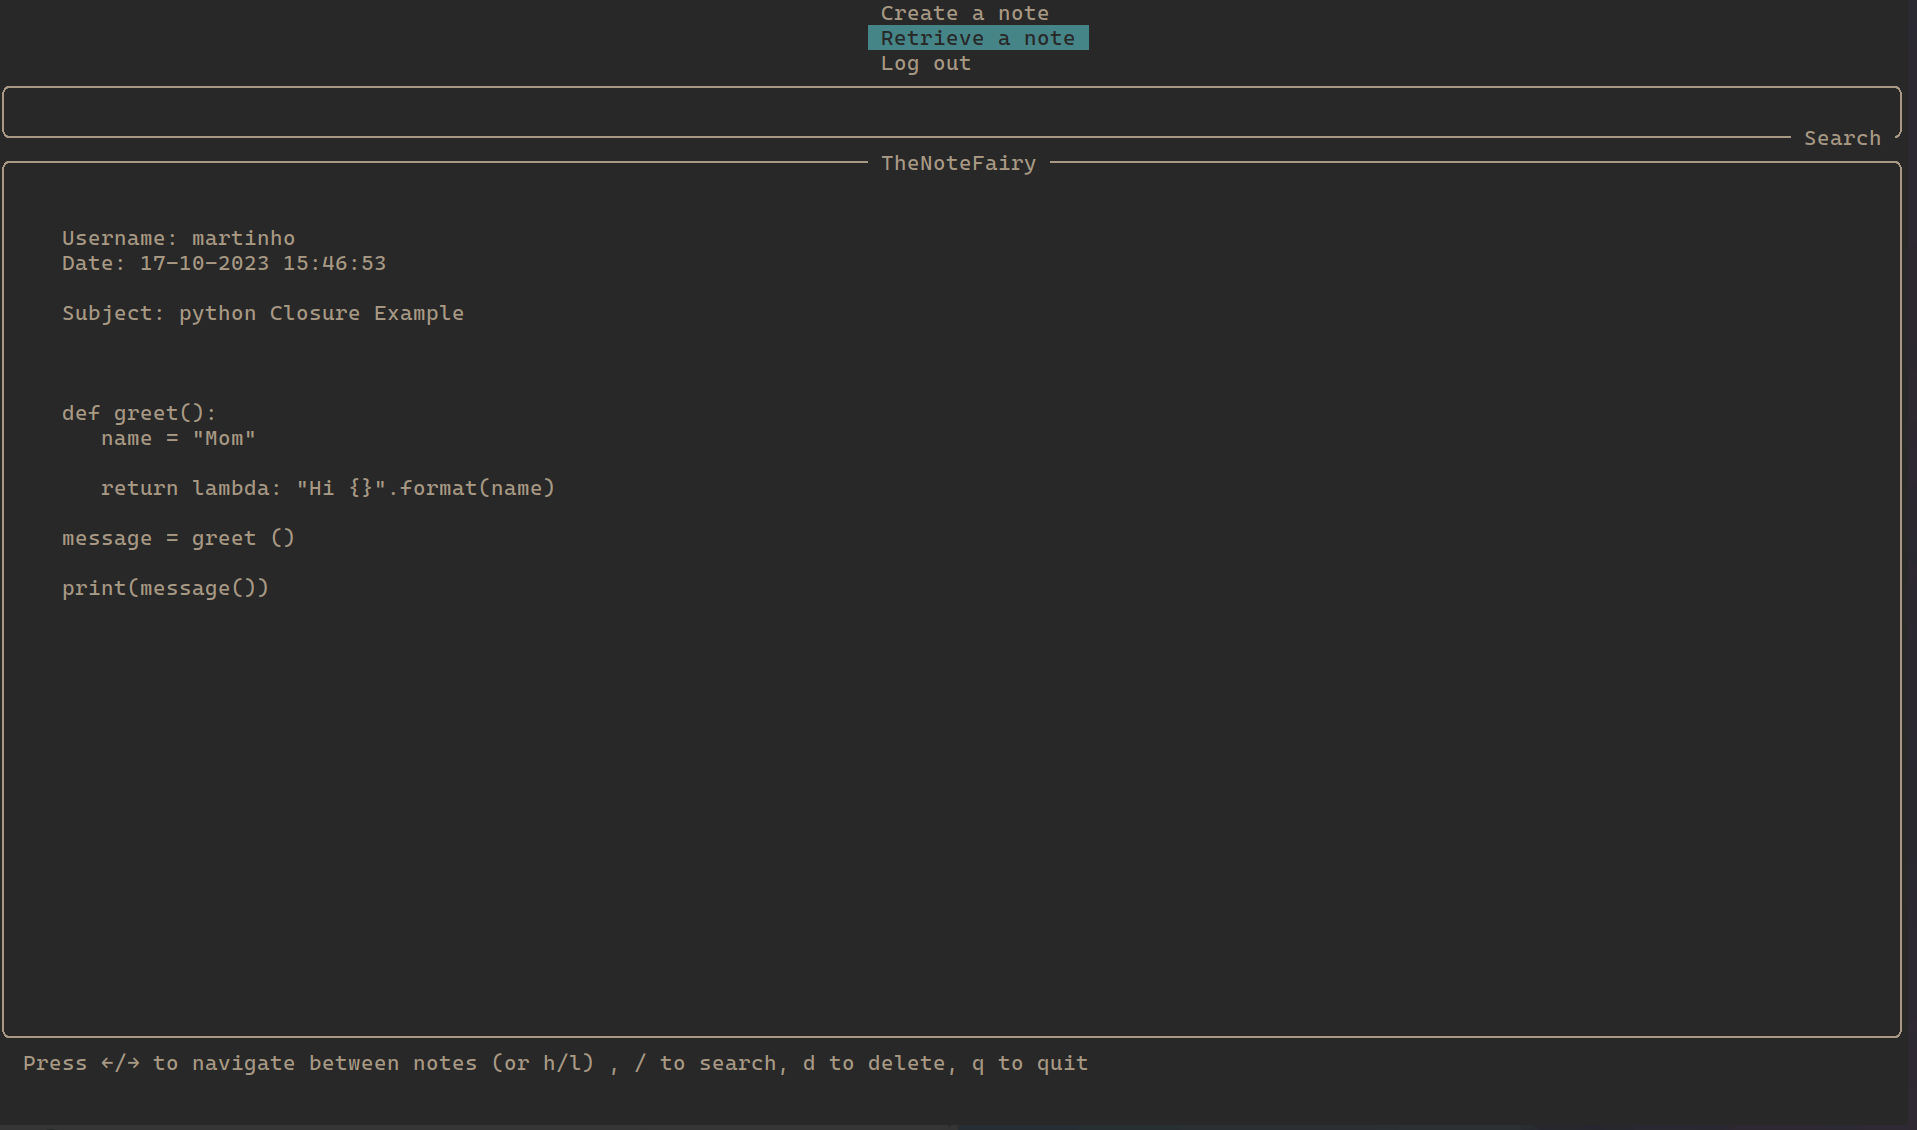 Create a note
Retrieve a note
Log out
Search
TheNoteFairy
Username: martinho
Date: 17-10-2023 15:46:53
Subject: python Closure Example
def greet():
   name = "Mom"
   return lambda: "Hi {}".format(name)
message = greet ()
print(message())
Press ←/→ to navigate between notes (or h/l) , / to search, d to delete, q to quit